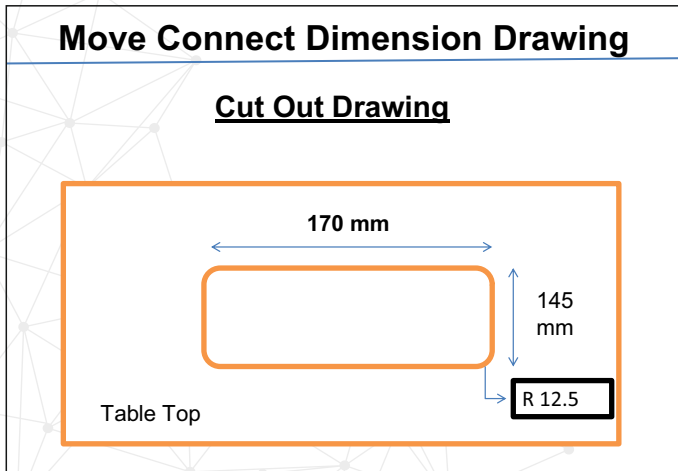 Move Connect Dimension Drawing
Cut Out Drawing
170 mm
145
mm
R 12.5
Table Top